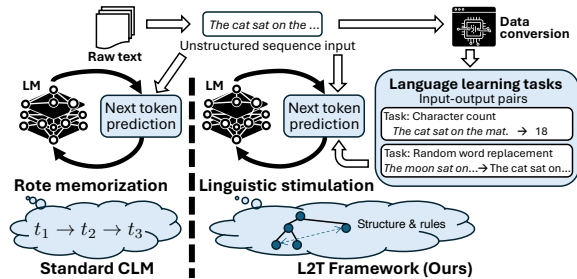 Raw text
The cat sat on the ...
Unstructured sequence input
Data
conversion
LM
Next token
prediction
LM
Next token
prediction
Language learning tasks
Input-output pairs
Task: Character count
The cat sat on the mat. → 18
Task: Random word replacement
The moon sat on...→The cat sat on...
Rote memorization
Linguistic stimulation
t1 → t2 → t3
Structure & rules
Standard CLM
L2T Framework (Ours)